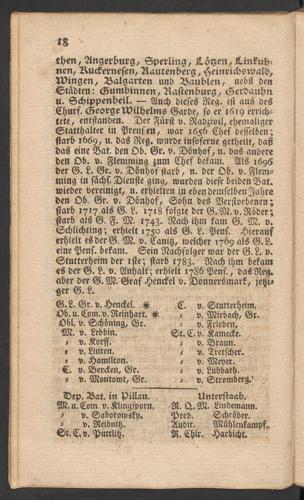 18
then, Angerburg, Sperling, Lötzen, Linkuh-
nen, Kuckernesen, Rautenberg, Heinrichswald,
Wingen, Balgarten und Baublen, nebst den
Städten: Gumbinnen, Rastenburg, Gerdauhn
u. Schippenbeil. — Auch dieses Reg. ist aus des
Churf. George Wilhelms Garde, so er 1619 errich-
tete, entstanden. Der Fürst v. Radzivil, ehemaliger
Statthalter in Preußen, war 1656 Chef desselben;
starb 1669, u. das Reg. wurde insoferne getheilt, daß
das eine Bat. den Ob. Gr. v. Dönhof, u. das andere
den Ob. v. Flemming zum Chef bekam. Als 1696
der G. L. Gr. v. Dönhof starb, u. der Ob. v. Flem-
ming in sächs. Dienste ging, wurden diese beiden Bat.
wieder vereinigt, u. erhielten in eben demselben Jahre
den Ob. Gr. v. Dönhof, Sohn des Verstorbenen;
starb 1717 als G. L. 1718 folgte der G. M. v. Röder;
starb als G. F. M. 1743. Nach ihm kam G. M. v.
Schlichting; erhielt 1750 als G. L. Pens. Hierauf
erhielt es der G. M. v. Canitz, welcher 1769 als G. L.
eine Pens. bekam. Sein Nachfolger war der G. L. v.
Stutterheim der 1ste; starb 1783. Nach ihm bekam
es der G. L. v. Anhalt; erhielt 1786 Pens., das Reg.
aber der G. M. Graf Henckel v. Donnersmark, jetzi-
ger G. L.
G. L. Gr. v. Henckel. ✶
Ob. u. Com. v. Reinhart. ✶
Obl. v. Schöning, Gr.
M. v. Lebbin.
= v. Korff.
= v. Linten.
= v. Hamilton.
C. v. Bercken, Gr.
= v. Montowt, Gr.
C. v. Stutterheim.
= v. Mirbach, Gr.
= v. Frieben.
St. C. v. Kamecke.
= v. Braun.
= v. Tretscher.
= v. Meder.
= v. Lubbath.
= v. Stromberg.
Dep. Bat. in Pillau.
M. u. Com. v. Klingsporn.
= v. Saborowsky.
= v. Reibnitz.
St. C. v. Puttlitz.
Unterstaab.
R. Q. M. Lindemann.
Pred. Schröder.
Audit. Mühlenkampf.
R. Chir. Harbicht.